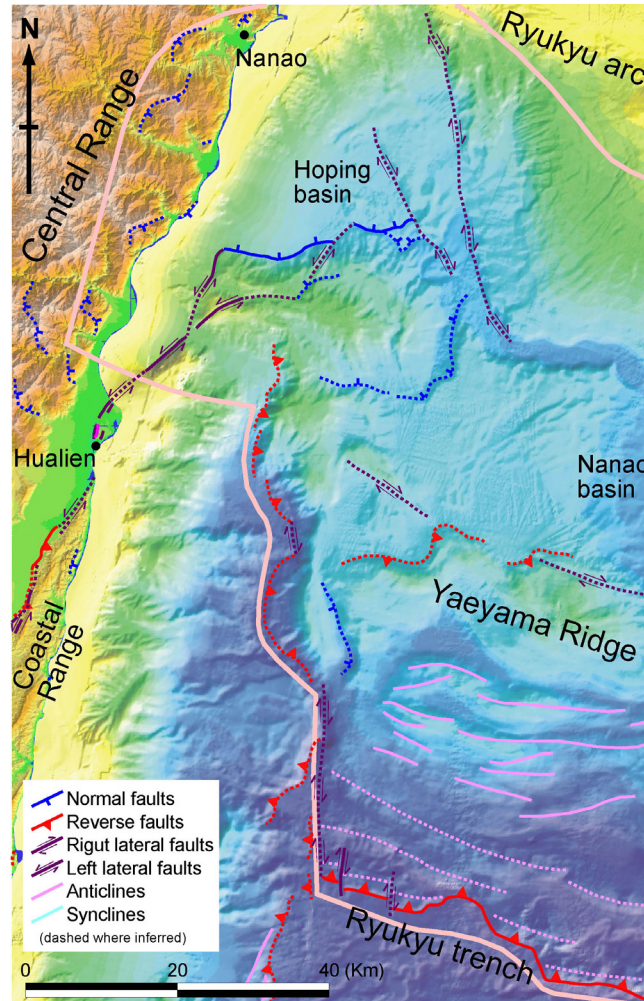 N
Nanao
Ryukyu arc
Central Range
Hoping
basin
Hualien
Nanao
basin
Coastal
Range
Yaeyama Ridge
Normal faults
Reverse faults
Rigut lateral faults
Left lateral faults
Anticlines
Synclines
(dashed where inferred)
Ryukyu trench
0 20 40 (Km)